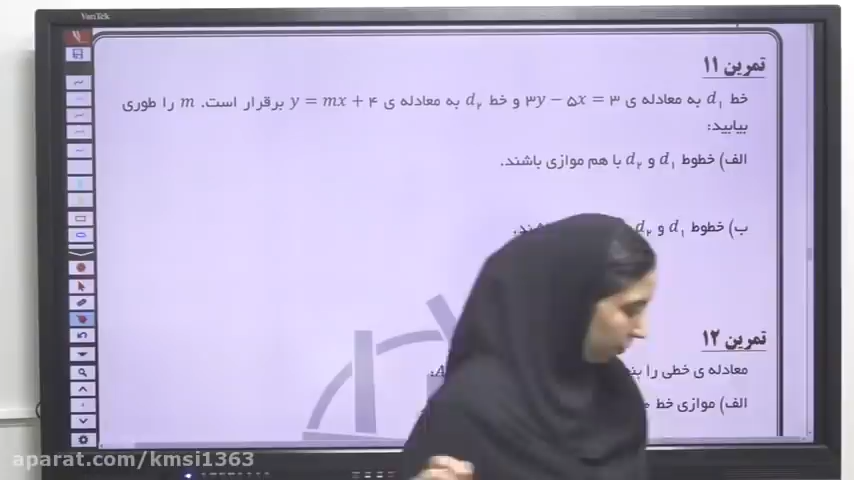 VanTek
تمرین ۱۱
خط d₁ به معادله ی ۳y − ۵x = ۳ و خط d₂ به معادله ی y = mx + ۴ برقرار است. m را طوری
بیابید:
الف) خطوط d₁ و d₂ با هم موازی باشند.
ب) خطوط d₁ و d₂
تمرین ۱۲
معادله ی خطی را
الف) موازی خط
aparat.com/kmsi1363